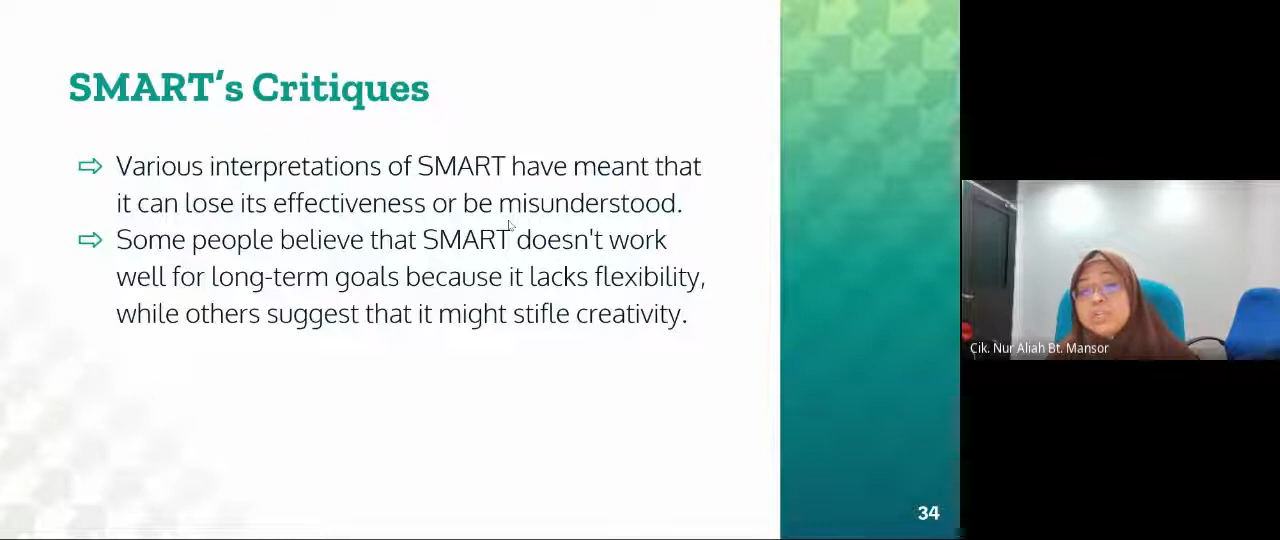 SMART‘s Critiques
⇨ Various interpretations of SMART have meant that
it can lose its effectiveness or be misunderstood.
⇨ Some people believe that SMART doesn't work
well for long-term goals because it lacks flexibility,
while others suggest that it might stifle creativity.
34
Cik. Nur Aliah Bt. Mansor